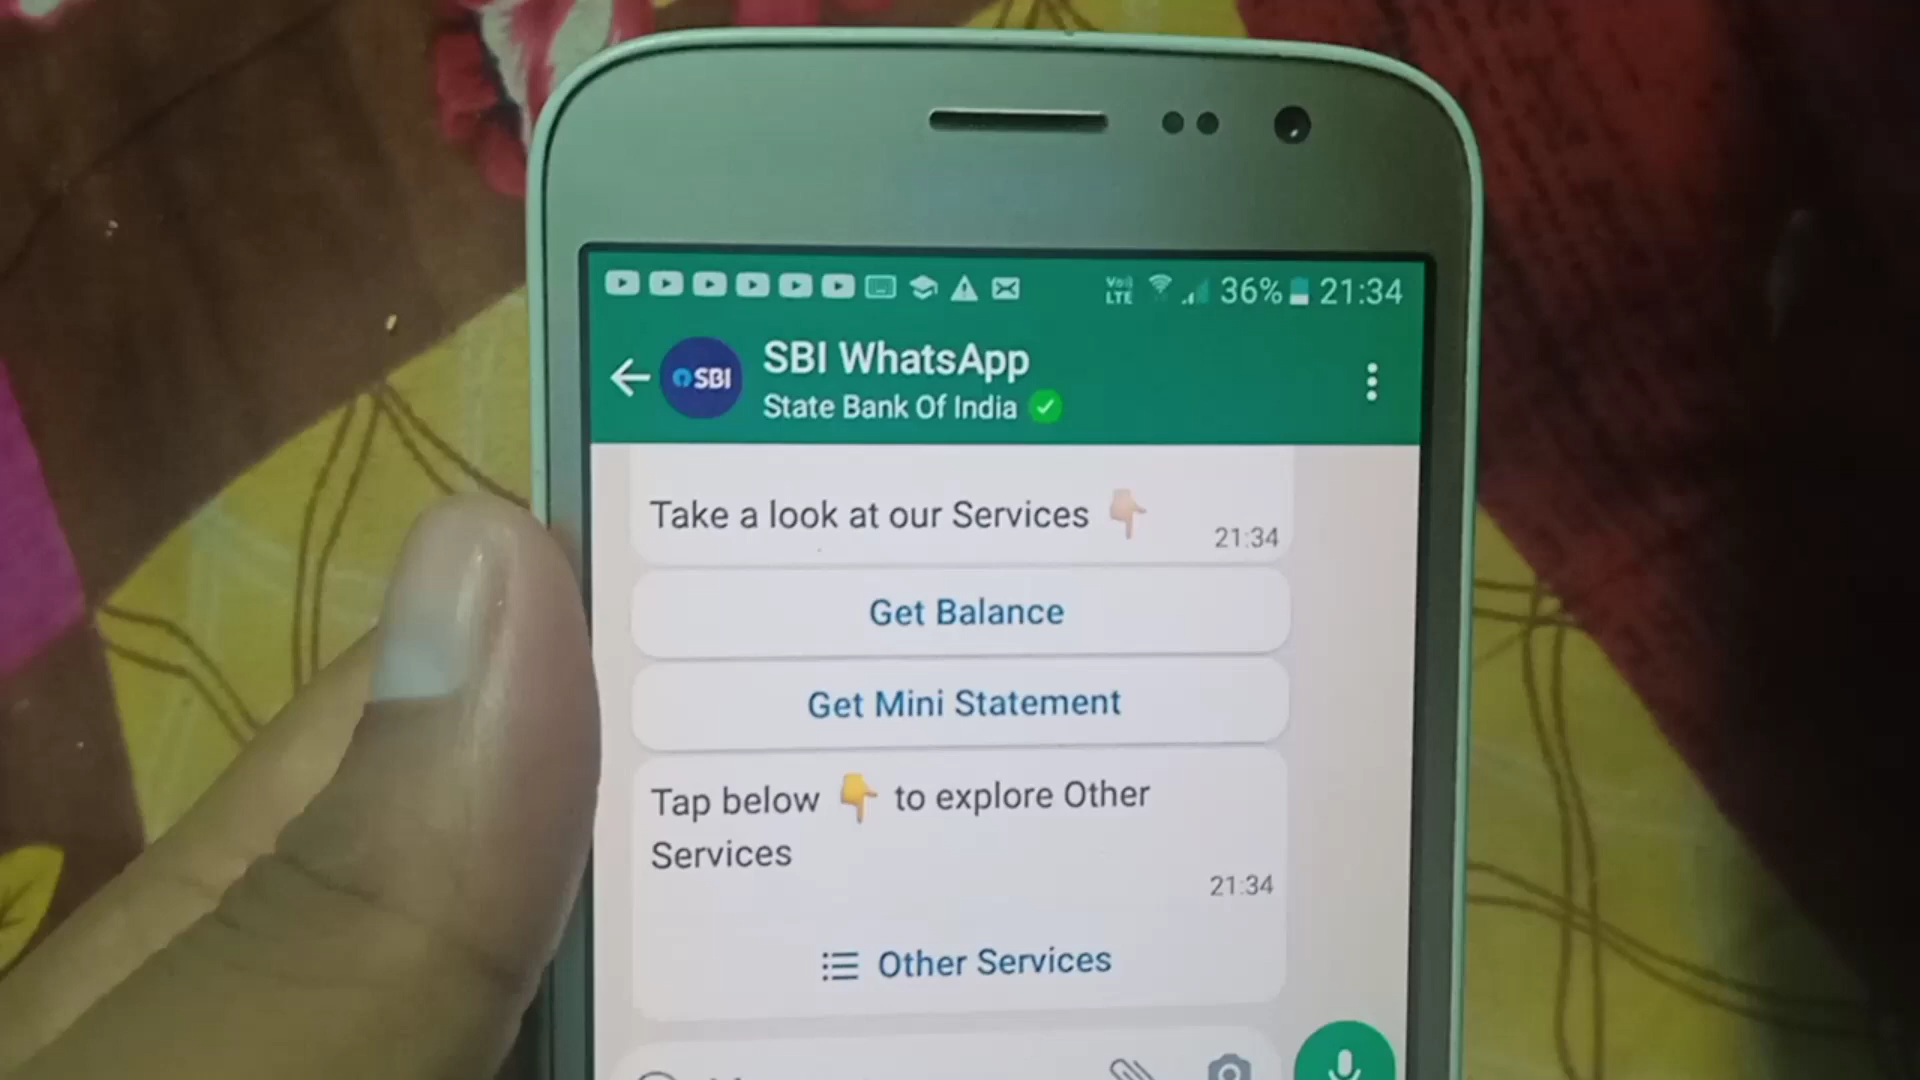 VoLTE 36% 21:34
SBI
SBI WhatsApp
State Bank Of India
Take a look at our Services 👇🏻
21:34
Get Balance
Get Mini Statement
Tap below 👇 to explore Other
Services
21:34
Other Services